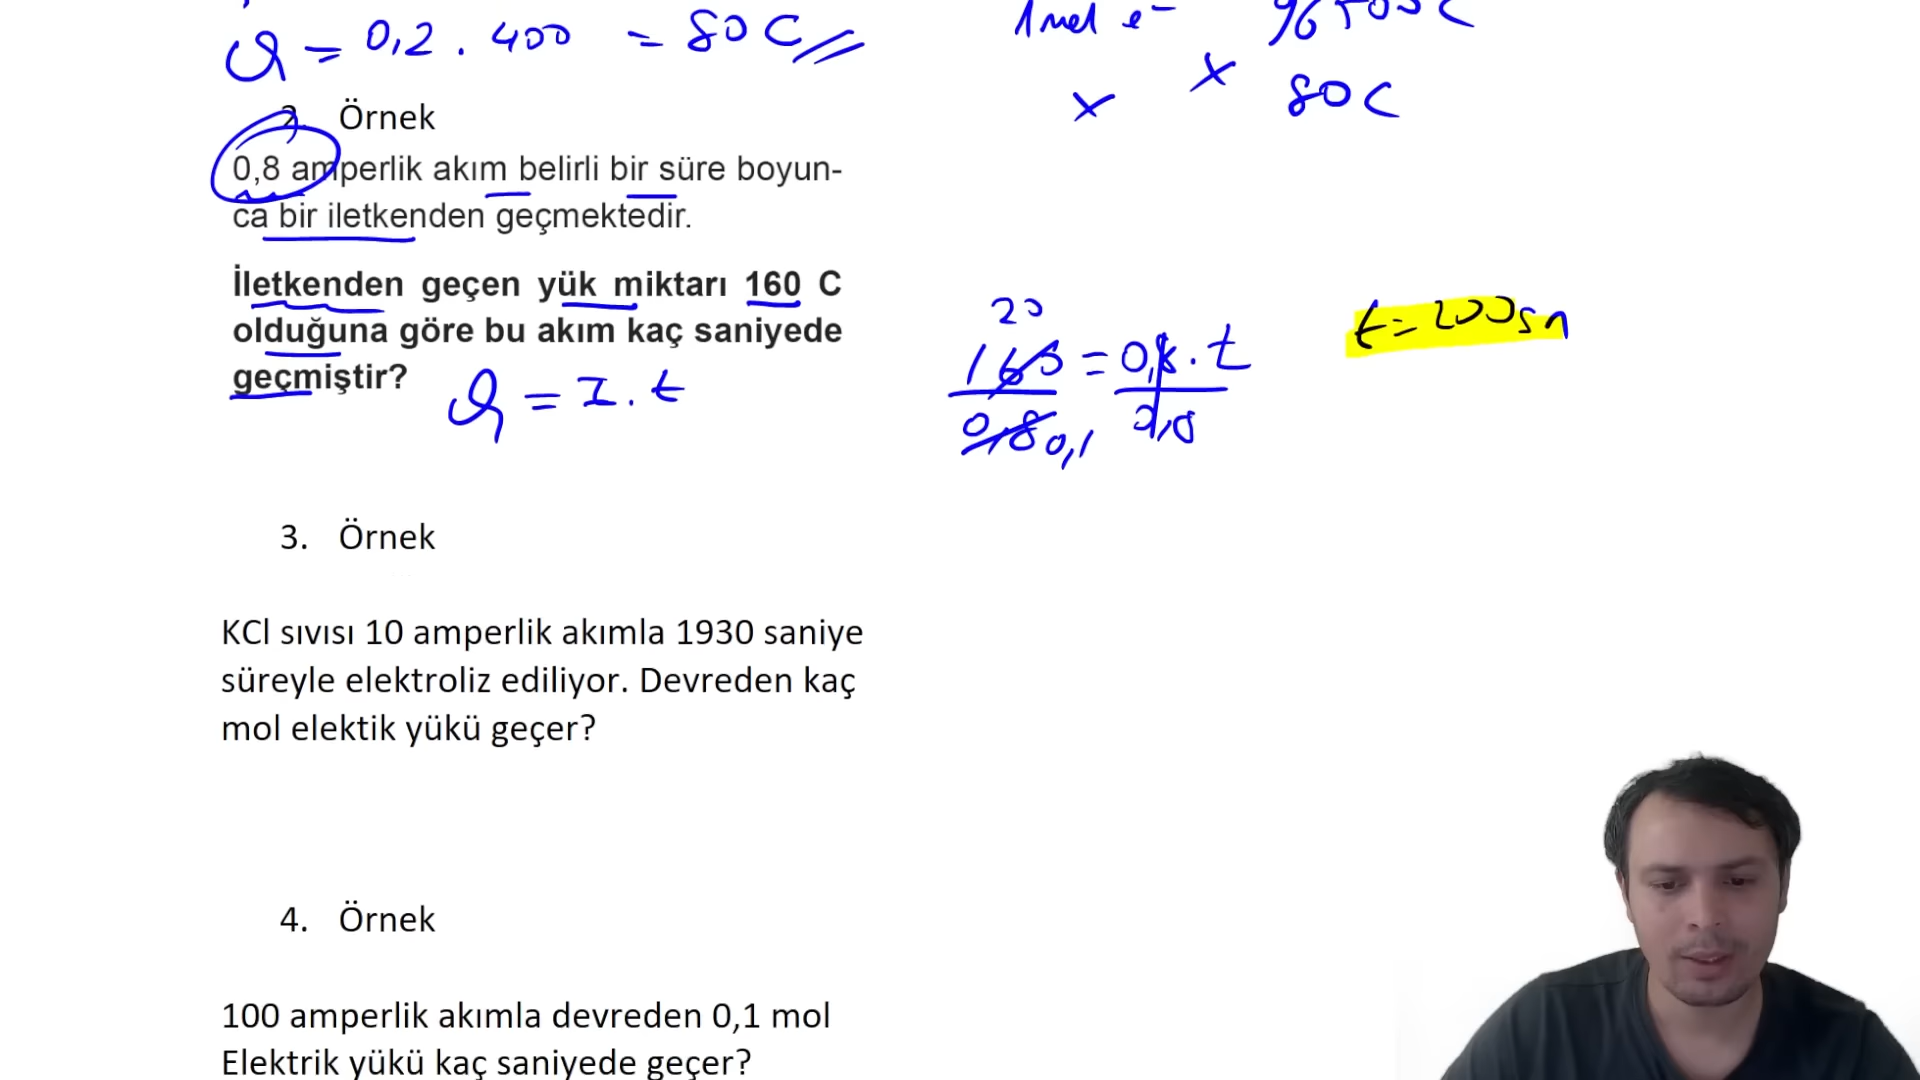 Q = 0,2 . 400 = 80 C
1 mol e⁻ 96500 C
x x 80 C
2. Örnek
0,8 amperlik akım belirli bir süre boyun-
ca bir iletkenden geçmektedir.
İletkenden geçen yük miktarı 160 C
olduğuna göre bu akım kaç saniyede
geçmiştir?
Q = I . t
20
160 = 0,8 . t
0,8 0,1 0,8
t = 200 sn
3. Örnek
KCl sıvısı 10 amperlik akımla 1930 saniye
süreyle elektroliz ediliyor. Devreden kaç
mol elektik yükü geçer?
4. Örnek
100 amperlik akımla devreden 0,1 mol
Elektrik yükü kaç saniyede geçer?